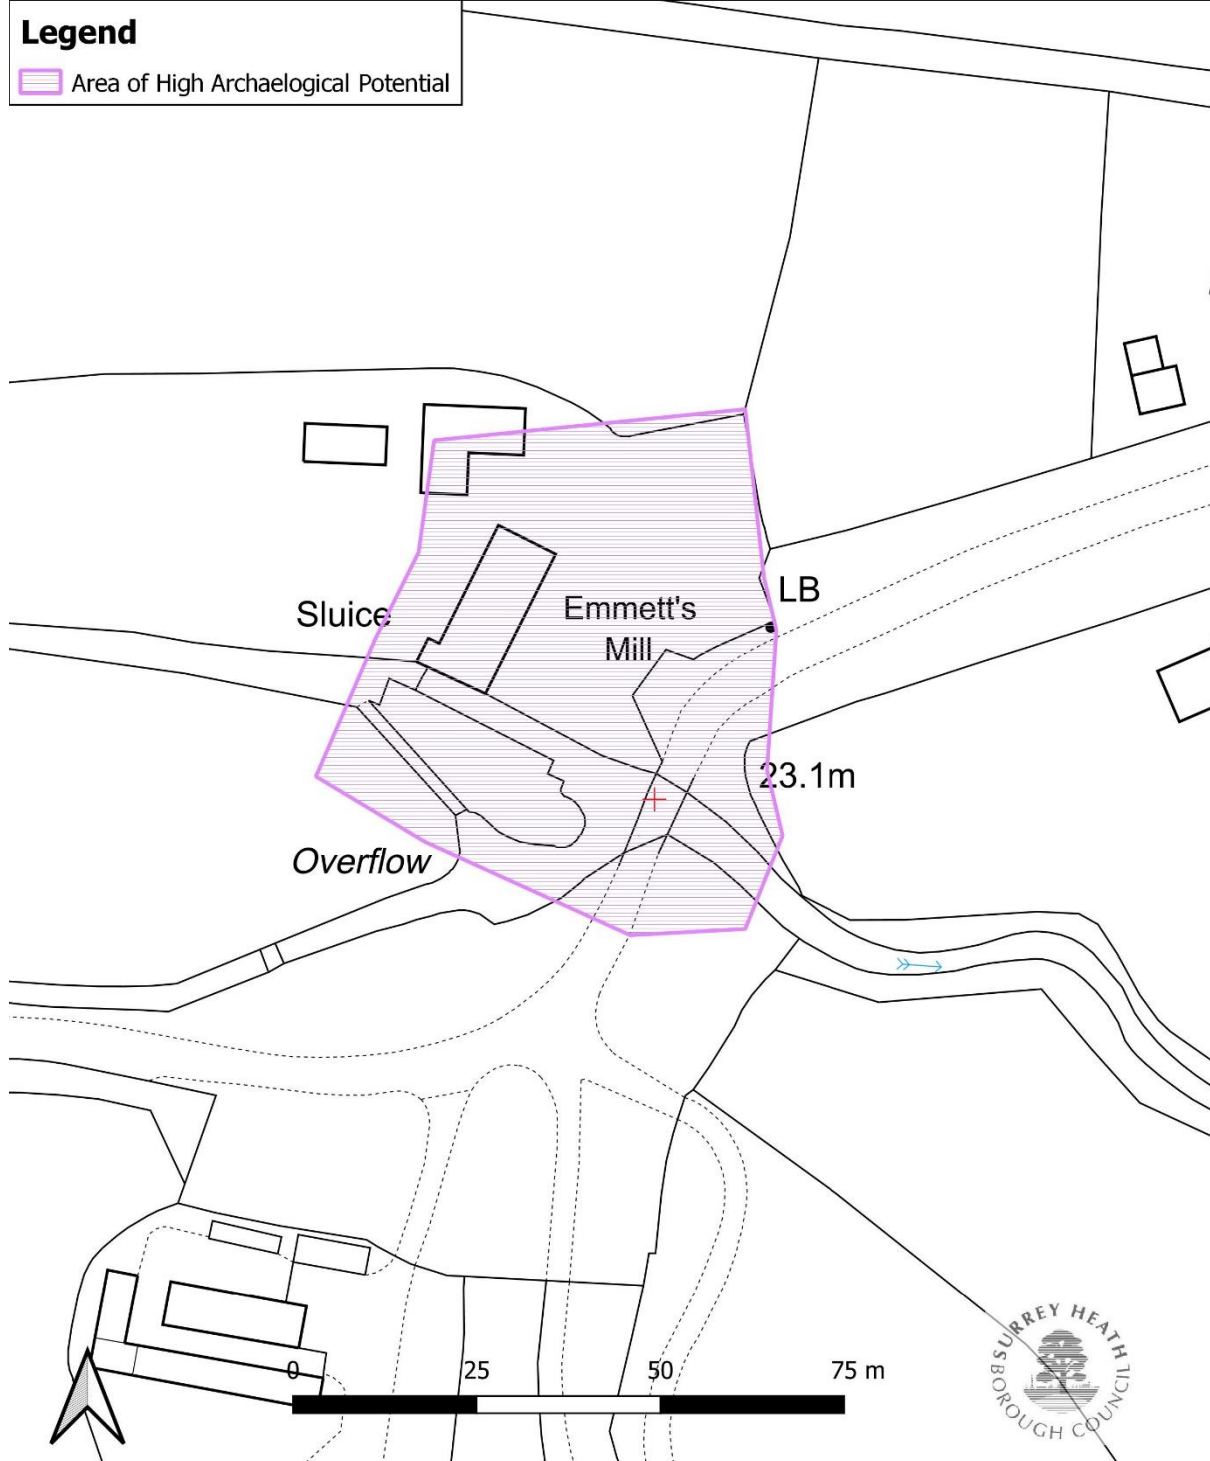 Legend
Area of High Archaelogical Potential
Sluice
Emmett's
Mill
LB
23.1m
Overflow
0 25 50 75 m
SURREY HEATH
BOROUGH COUNCIL